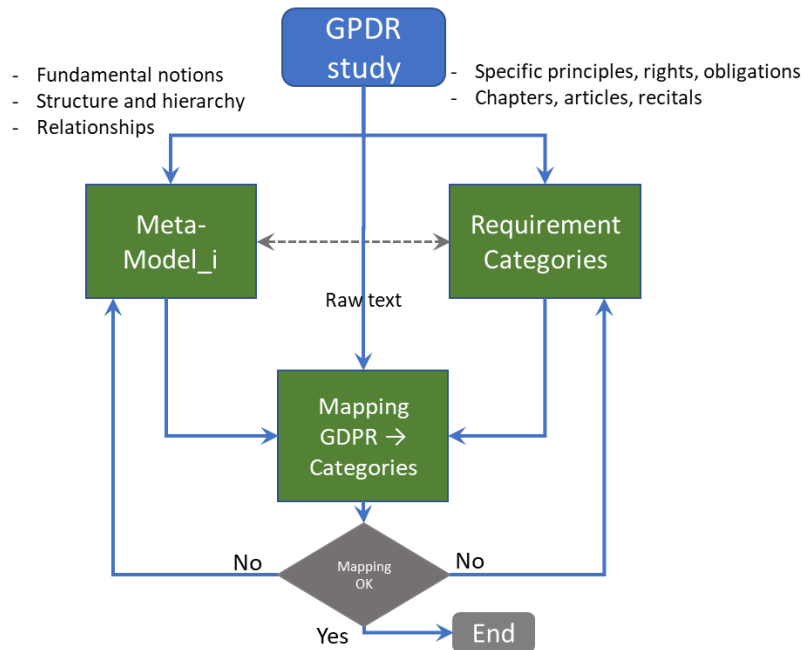 GPDR
study
- Fundamental notions
- Structure and hierarchy
- Relationships
- Specific principles, rights, obligations
- Chapters, articles, recitals
Meta-
Model_i
Requirement
Categories
Raw text
Mapping
GDPR →
Categories
No
Mapping
OK
No
Yes
End